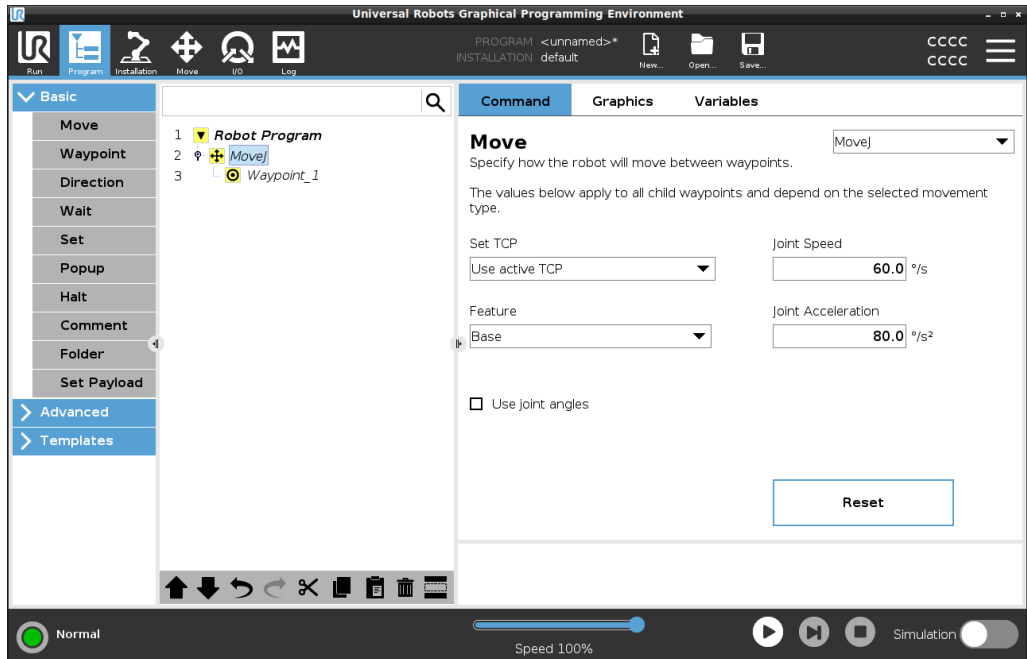 Universal Robots Graphical Programming Environment
UR
Run
Program
Installation
Move
I/O
Log
PROGRAM <unnamed>*
INSTALLATION default
New...
Open...
Save...
CCCC
CCCC
Basic
Move
Waypoint
Direction
Wait
Set
Popup
Halt
Comment
Folder
Set Payload
Advanced
Templates
1 Robot Program
2 MoveJ
3 Waypoint_1
Command Graphics Variables
Move
MoveJ
Specify how the robot will move between waypoints.
The values below apply to all child waypoints and depend on the selected movement
type.
Set TCP
Joint Speed
Use active TCP
60.0 °/s
Feature
Joint Acceleration
Base
80.0 °/s²
Use joint angles
Reset
Normal
Speed 100%
Simulation